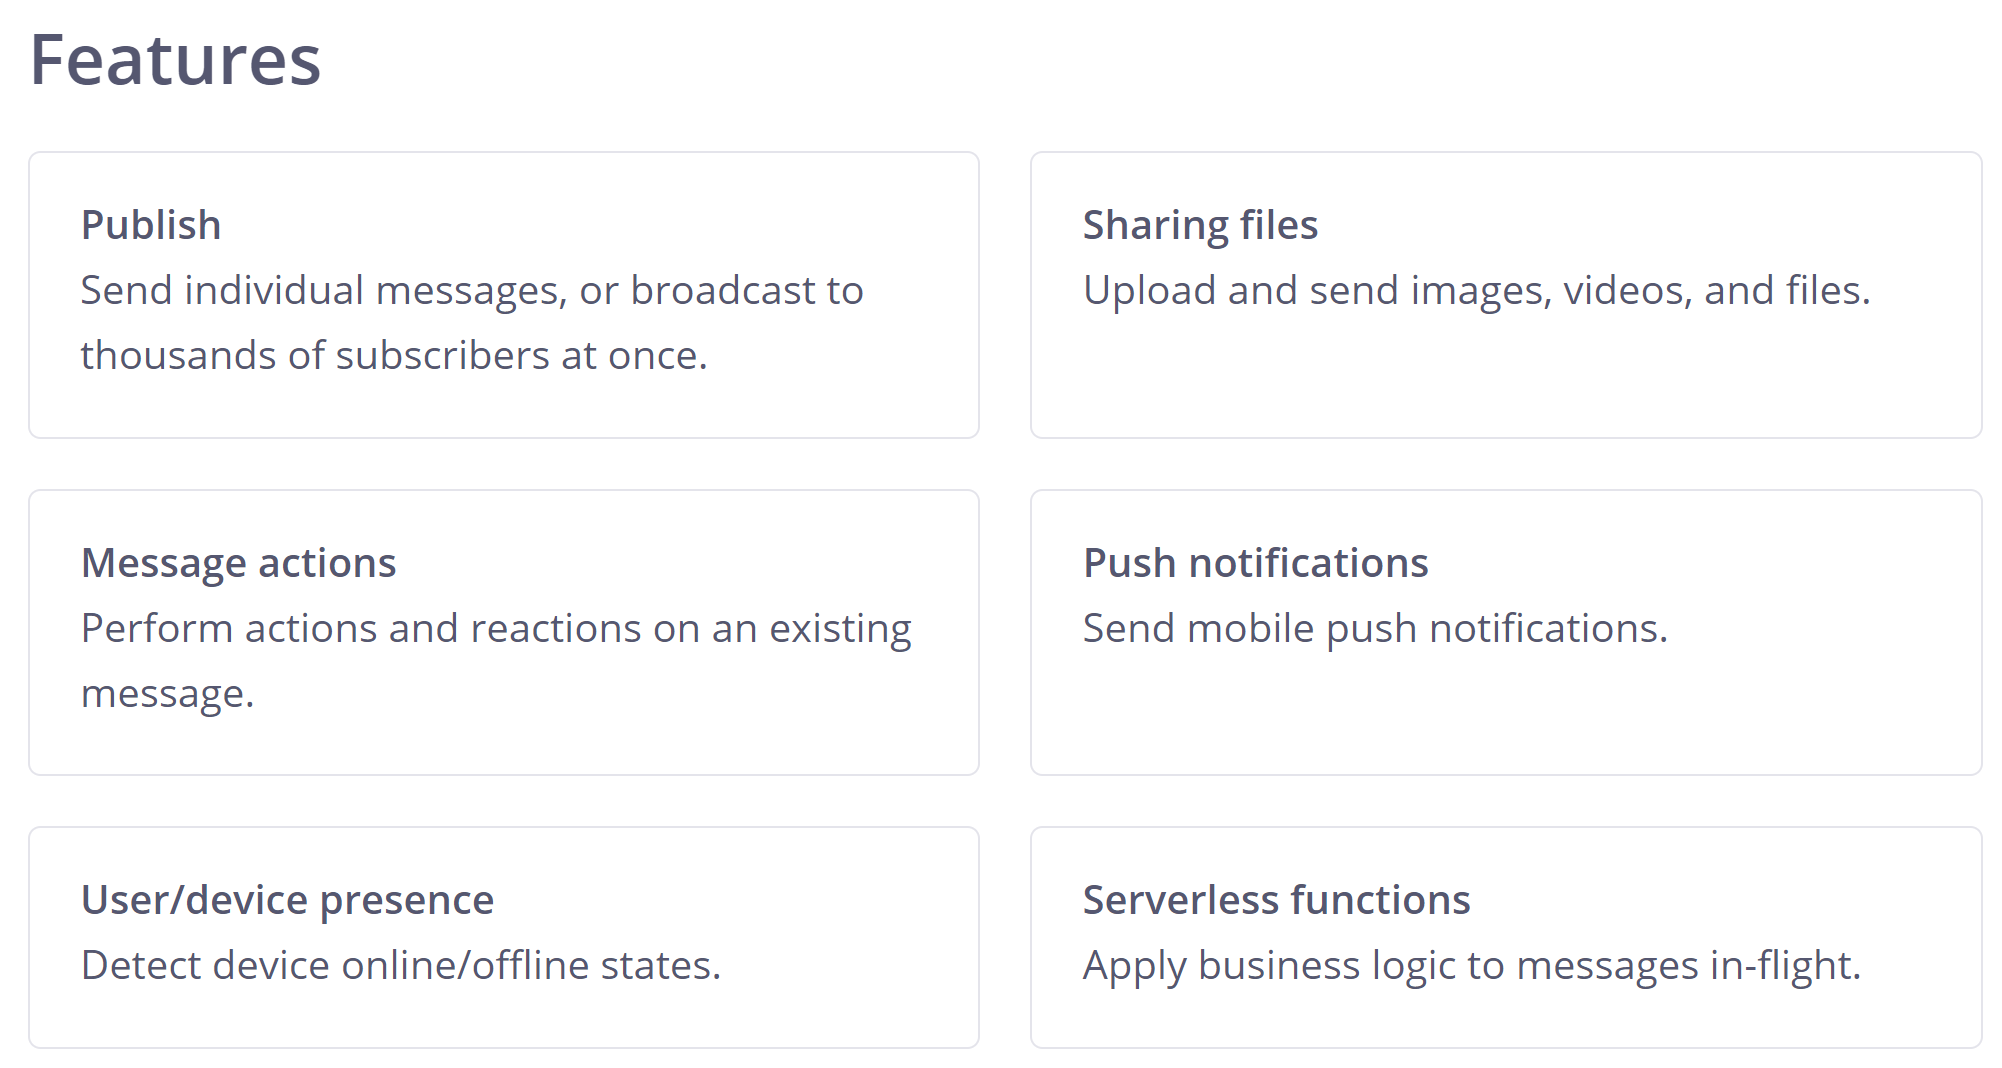 Features
Publish
Send individual messages, or broadcast to
thousands of subscribers at once.
Sharing files
Upload and send images, videos, and files.
Message actions
Perform actions and reactions on an existing
message.
Push notifications
Send mobile push notifications.
User/device presence
Detect device online/offline states.
Serverless functions
Apply business logic to messages in-flight.